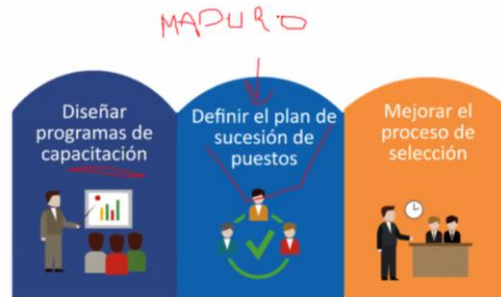 MADURO
Diseñar
programas de
capacitación
Definir el plan de
sucesión de
puestos
Mejorar el
proceso de
selección